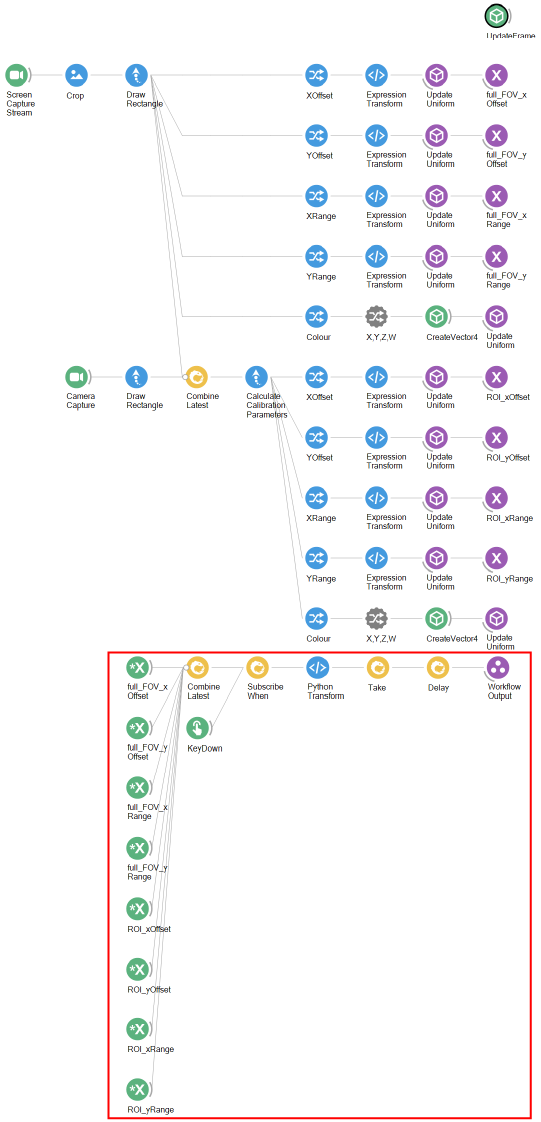 UpdateFrame
Screen
Capture
Stream
Crop
Draw
Rectangle
XOffset
Expression
Transform
Update
Uniform
full_FOV_x
Offset
YOffset
Expression
Transform
Update
Uniform
full_FOV_y
Offset
XRange
Expression
Transform
Update
Uniform
full_FOV_x
Range
YRange
Expression
Transform
Update
Uniform
full_FOV_y
Range
Colour
X,Y,Z,W
CreateVector4
Update
Uniform
Camera
Capture
Draw
Rectangle
Combine
Latest
Calculate
Calibration
Parameters
XOffset
Expression
Transform
Update
Uniform
ROI_xOffset
YOffset
Expression
Transform
Update
Uniform
ROI_yOffset
XRange
Expression
Transform
Update
Uniform
ROI_xRange
YRange
Expression
Transform
Update
Uniform
ROI_yRange
Colour
X,Y,Z,W
CreateVector4
Update
Uniform
full_FOV_x
Offset
Combine
Latest
Subscribe
When
Python
Transform
Take
Delay
Workflow
Output
full_FOV_y
Offset
KeyDown
full_FOV_x
Range
full_FOV_y
Range
ROI_xOffset
ROI_yOffset
ROI_xRange
ROI_yRange